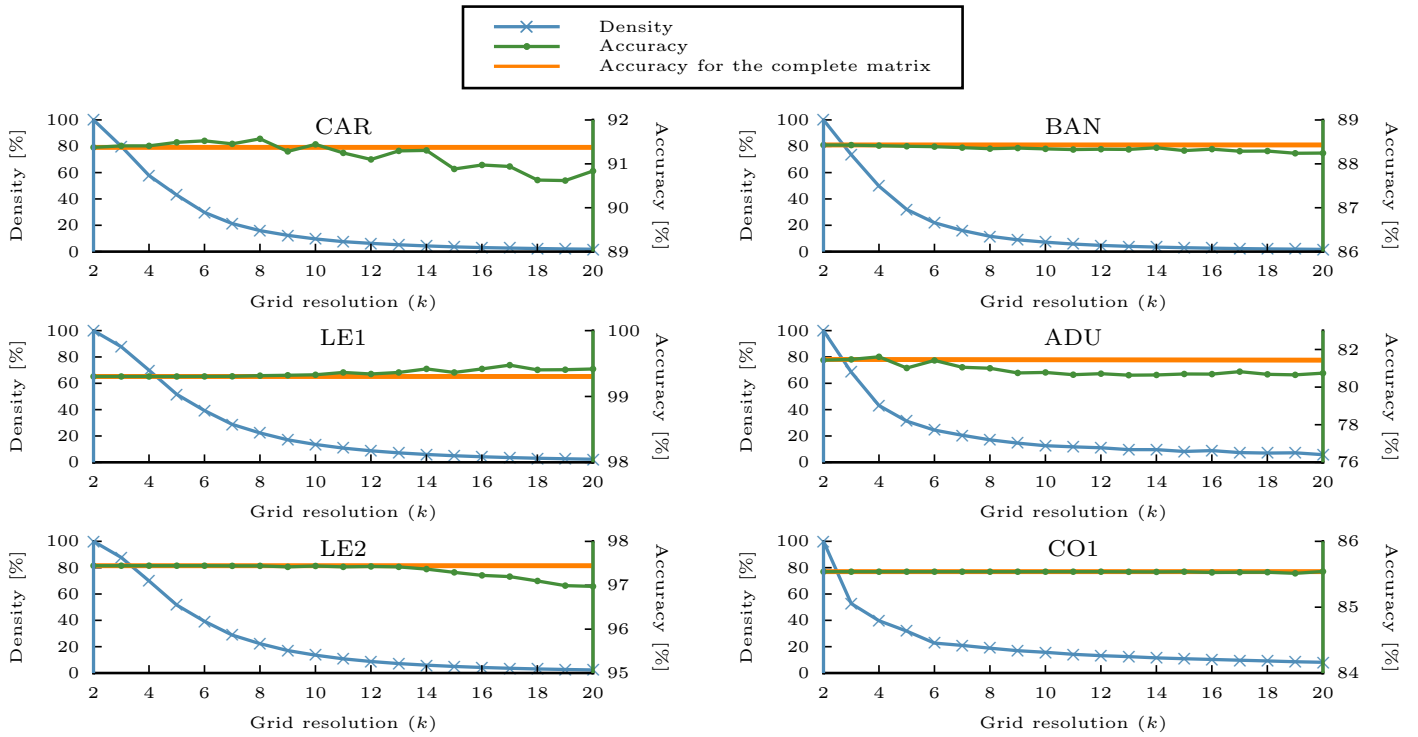 Density
Accuracy
Accuracy for the complete matrix
CAR
Density [%]
100
80
60
40
20
0
92
91
90
89
Accuracy [%]
2 4 6 8 10 12 14 16 18 20
Grid resolution (k)
BAN
Density [%]
100
80
60
40
20
0
89
88
87
86
Accuracy [%]
2 4 6 8 10 12 14 16 18 20
Grid resolution (k)
LE1
Density [%]
100
80
60
40
20
0
100
99
98
Accuracy [%]
2 4 6 8 10 12 14 16 18 20
Grid resolution (k)
ADU
Density [%]
100
80
60
40
20
0
82
80
78
76
Accuracy [%]
2 4 6 8 10 12 14 16 18 20
Grid resolution (k)
LE2
Density [%]
100
80
60
40
20
0
98
97
96
95
Accuracy [%]
2 4 6 8 10 12 14 16 18 20
Grid resolution (k)
CO1
Density [%]
100
80
60
40
20
0
86
85
84
Accuracy [%]
2 4 6 8 10 12 14 16 18 20
Grid resolution (k)